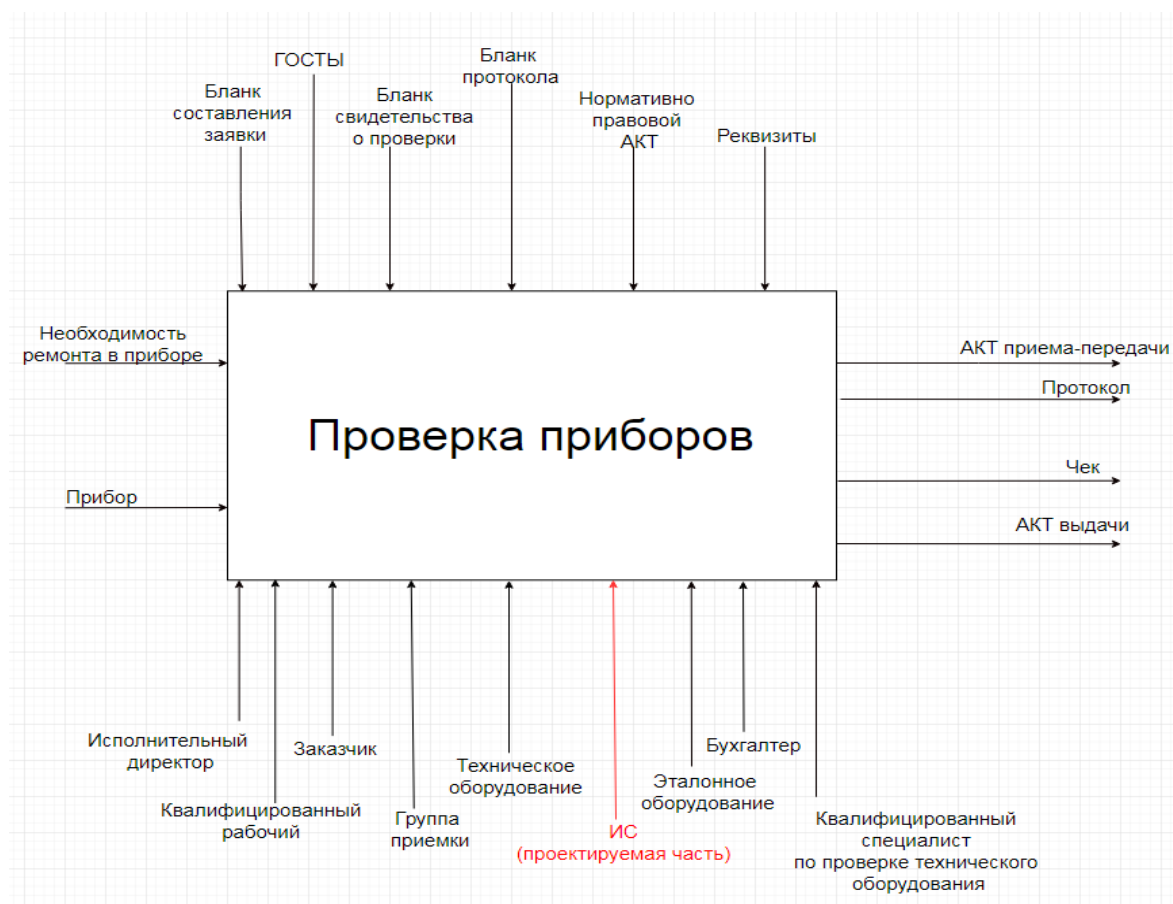 ГОСТЫ
Бланк
составления
заявки
Бланк
свидетельства
о проверки
Бланк
протокола
Нормативно
правовой
АКТ
Реквизиты
Необходимость
ремонта в приборе
Прибор
Проверка приборов
АКТ приема-передачи
Протокол
Чек
АКТ выдачи
Исполнительный
директор
Квалифицированный
рабочий
Заказчик
Группа
приемки
Техническое
оборудование
ИС
(проектируемая часть)
Эталонное
оборудование
Бухгалтер
Квалифицированный
специалист
по проверке технического
оборудования